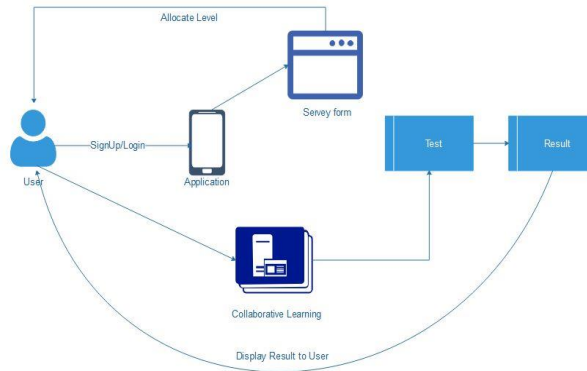 Allocate Level
Servey form
SignUp/Login
Test
Result
User
Application
Collaborative Learning
Display Result to User